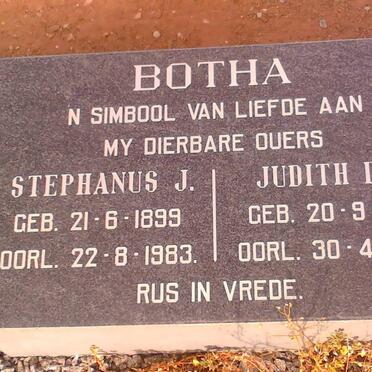 BOTHA
N SIMBOOL VAN LIEFDE AAN
MY DIERBARE OUERS
STEPHANUS J. JUDITH
GEB. 21-6-1899 GEB. 20-9
OORL. 22-8-1983. OORL. 30-4
RUS IN VREDE.